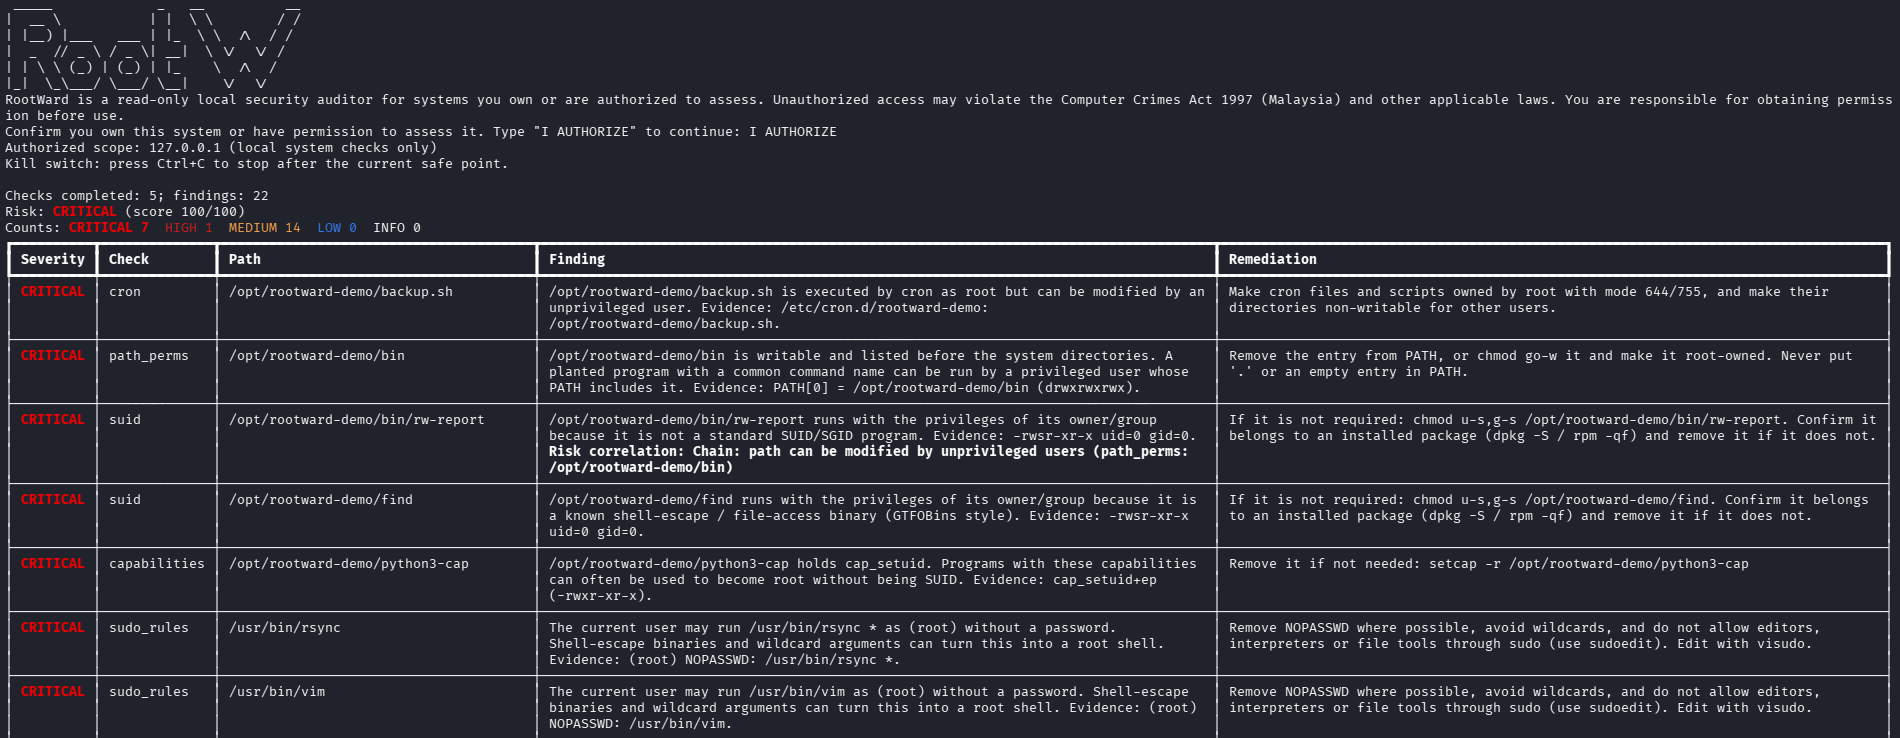 RootW
RootWard is a read-only local security auditor for systems you own or are authorized to assess. Unauthorized access may violate the Computer Crimes Act 1997 (Malaysia) and other applicable laws. You are responsible for obtaining permiss
ion before use.
Confirm you own this system or have permission to assess it. Type "I AUTHORIZE" to continue: I AUTHORIZE
Authorized scope: 127.0.0.1 (local system checks only)
Kill switch: press Ctrl+C to stop after the current safe point.
Checks completed: 5; findings: 22
Risk: CRITICAL (score 100/100)
Counts: CRITICAL 7 HIGH 1 MEDIUM 14 LOW 0 INFO 0
Severity Check Path Finding Remediation
CRITICAL cron /opt/rootward-demo/backup.sh /opt/rootward-demo/backup.sh is executed by cron as root but can be modified by an Make cron files and scripts owned by root with mode 644/755, and make their
unprivileged user. Evidence: /etc/cron.d/rootward-demo: directories non-writable for other users.
/opt/rootward-demo/backup.sh.
CRITICAL path_perms /opt/rootward-demo/bin /opt/rootward-demo/bin is writable and listed before the system directories. A Remove the entry from PATH, or chmod go-w it and make it root-owned. Never put
planted program with a common command name can be run by a privileged user whose '.' or an empty entry in PATH.
PATH includes it. Evidence: PATH[0] = /opt/rootward-demo/bin (drwxrwxrwx).
CRITICAL suid /opt/rootward-demo/bin/rw-report /opt/rootward-demo/bin/rw-report runs with the privileges of its owner/group If it is not required: chmod u-s,g-s /opt/rootward-demo/bin/rw-report. Confirm it
because it is not a standard SUID/SGID program. Evidence: -rwsr-xr-x uid=0 gid=0. belongs to an installed package (dpkg -S / rpm -qf) and remove it if it does not.
Risk correlation: Chain: path can be modified by unprivileged users (path_perms:
/opt/rootward-demo/bin)
CRITICAL suid /opt/rootward-demo/find /opt/rootward-demo/find runs with the privileges of its owner/group because it is If it is not required: chmod u-s,g-s /opt/rootward-demo/find. Confirm it belongs
a known shell-escape / file-access binary (GTFOBins style). Evidence: -rwsr-xr-x to an installed package (dpkg -S / rpm -qf) and remove it if it does not.
uid=0 gid=0.
CRITICAL capabilities /opt/rootward-demo/python3-cap /opt/rootward-demo/python3-cap holds cap_setuid. Programs with these capabilities Remove it if not needed: setcap -r /opt/rootward-demo/python3-cap
can often be used to become root without being SUID. Evidence: cap_setuid+ep
(-rwxr-xr-x).
CRITICAL sudo_rules /usr/bin/rsync The current user may run /usr/bin/rsync * as (root) without a password. Remove NOPASSWD where possible, avoid wildcards, and do not allow editors,
Shell-escape binaries and wildcard arguments can turn this into a root shell. interpreters or file tools through sudo (use sudoedit). Edit with visudo.
Evidence: (root) NOPASSWD: /usr/bin/rsync *.
CRITICAL sudo_rules /usr/bin/vim The current user may run /usr/bin/vim as (root) without a password. Shell-escape Remove NOPASSWD where possible, avoid wildcards, and do not allow editors,
binaries and wildcard arguments can turn this into a root shell. Evidence: (root) interpreters or file tools through sudo (use sudoedit). Edit with visudo.
NOPASSWD: /usr/bin/vim.